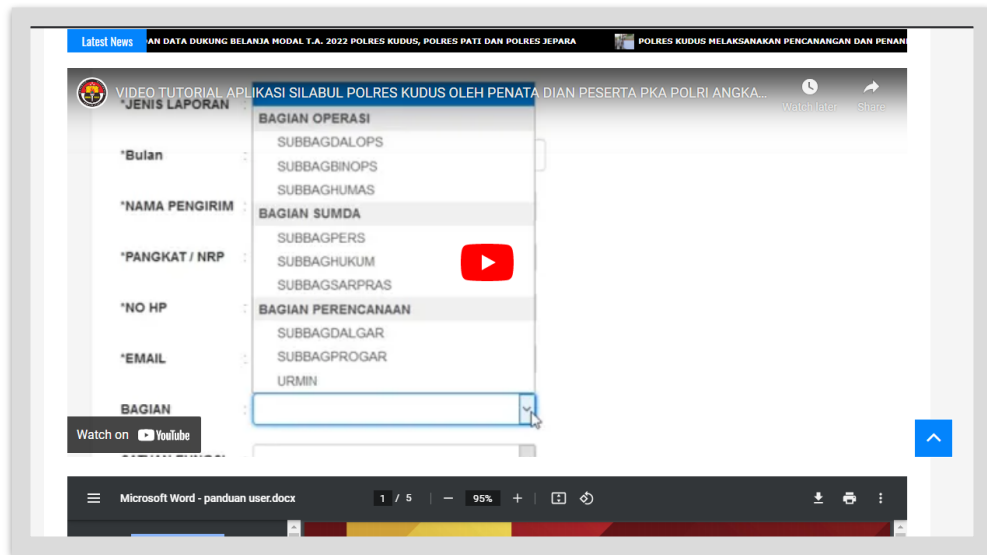 Latest News AN DATA DUKUNG BELANJA MODAL T.A. 2022 POLRES KUDUS, POLRES PATI DAN POLRES JEPARA POLRES KUDUS MELAKSANAKAN PENCANANGAN DAN
VIDEO TUTORIAL APLIKASI SILABUL POLRES KUDUS OLEH PENATA DIAN PESERTA PKA POLRI ANGKA...
Watch later Share
*JENIS LAPORAN :
BAGIAN OPERASI
SUBBAGDALOPS
*Bulan :
SUBBAGBINOPS
SUBBAGHUMAS
*NAMA PENGIRIM :
BAGIAN SUMDA
SUBBAGPERS
*PANGKAT / NRP :
SUBBAGHUKUM
SUBBAGSARPRAS
*NO HP :
BAGIAN PERENCANAAN
SUBBAGDALGAR
*EMAIL :
SUBBAGPROGAR
URMIN
BAGIAN :
Watch on YouTube
Microsoft Word - panduan user.docx 1 / 5 | − 95% + |